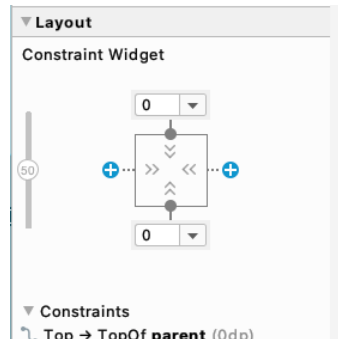 Layout
Constraint Widget
0
50
0
Constraints
Top → TopOf parent (0dp)